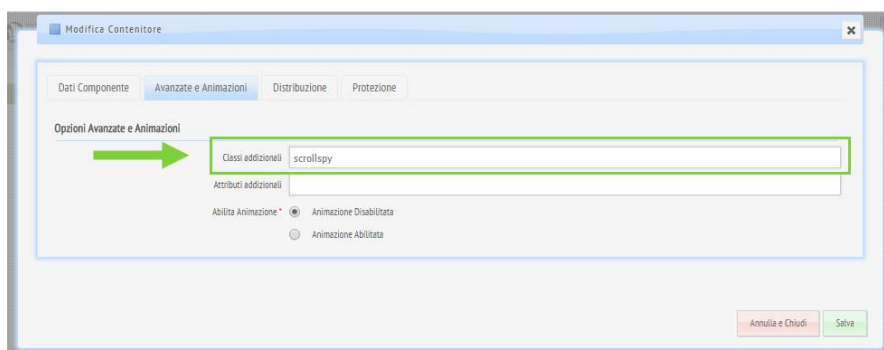 Modifica Contenitore
Dati Componente Avanzate e Animazioni Distribuzione Protezione
Opzioni Avanzate e Animazioni
Classi addizionali scrollspy
Attributi addizionali
Abilita Animazione * Animazione Disabilitata
Animazione Abilitata
Annulla e Chiudi Salva